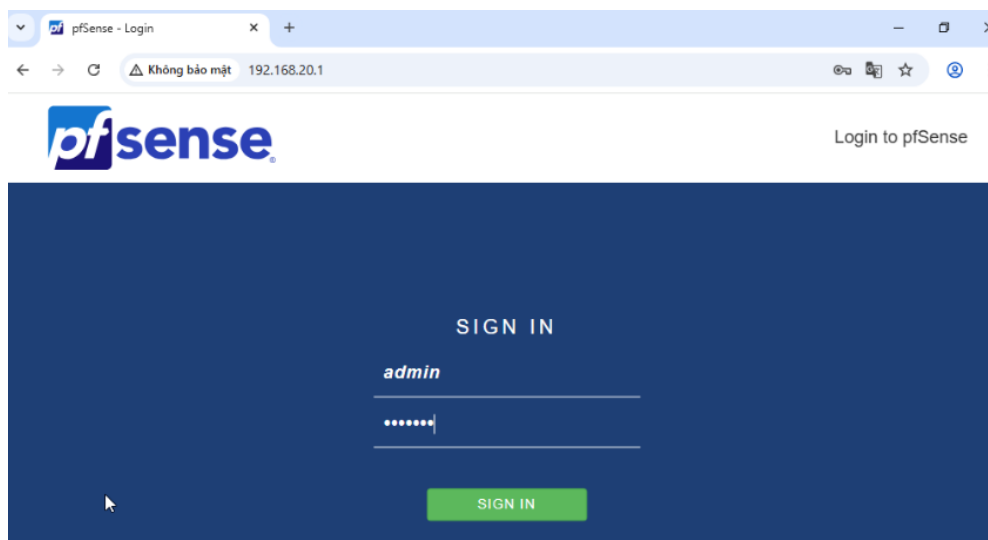 pfSense - Login
Không bảo mật 192.168.20.1
pfsense®
Login to pfSense
SIGN IN
admin
•••••••
SIGN IN